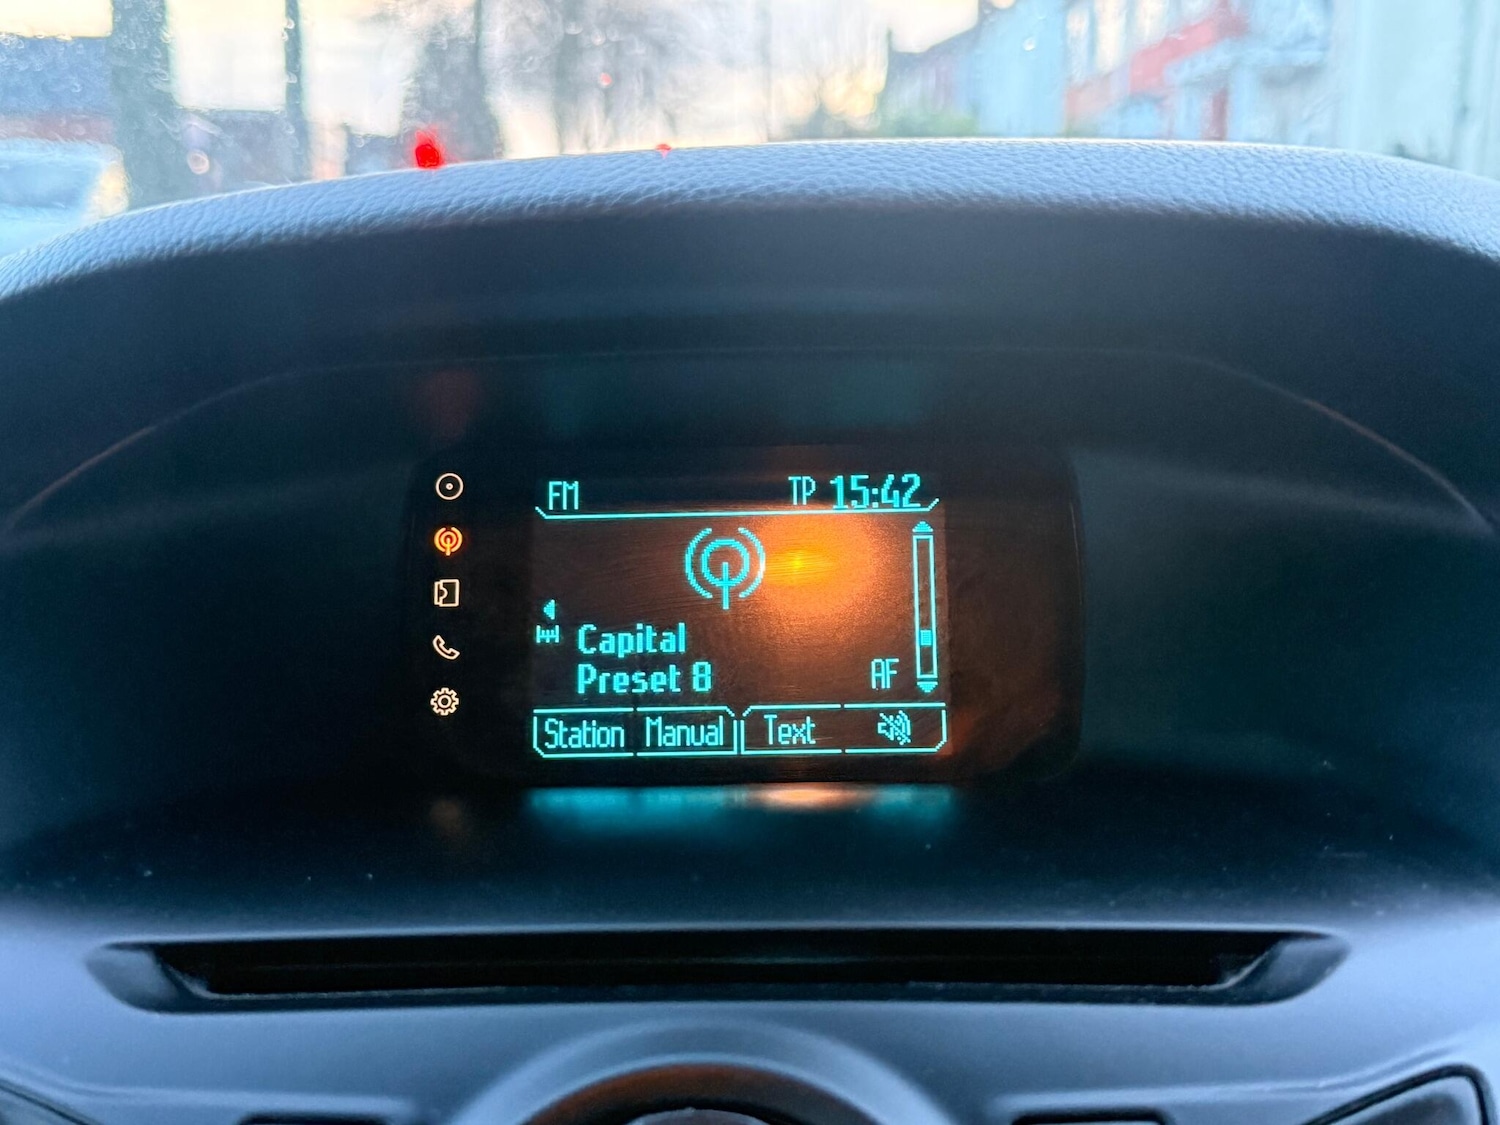 FM TP 15:42
Capital
Preset 8 AF
Station Manual Text